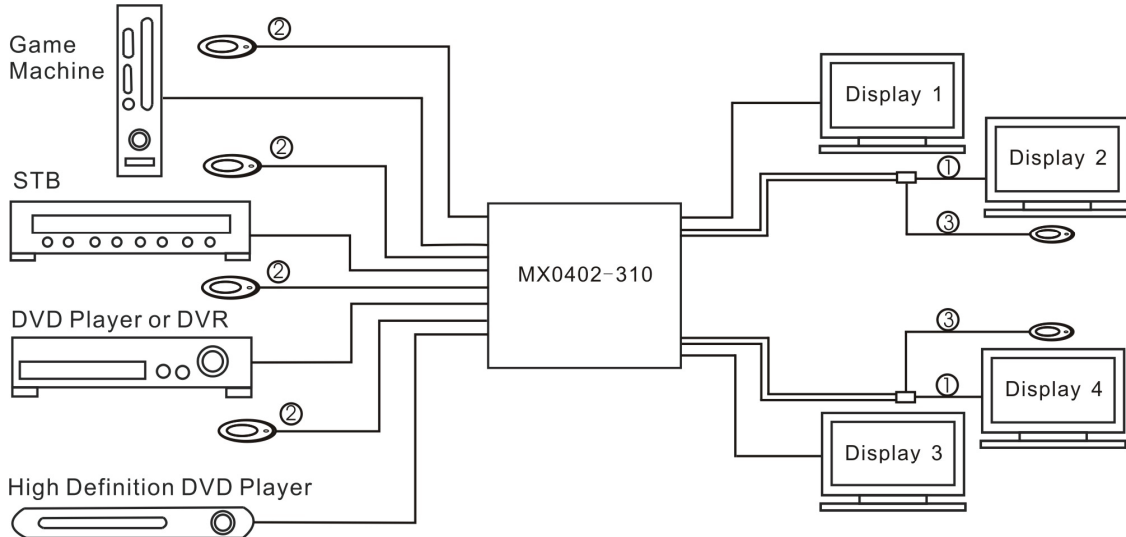 Game
Machine
②
②
STB
②
DVD Player or DVR
②
High Definition DVD Player
MX0402-310
Display 1
Display 2
①
③
③
①
Display 4
Display 3